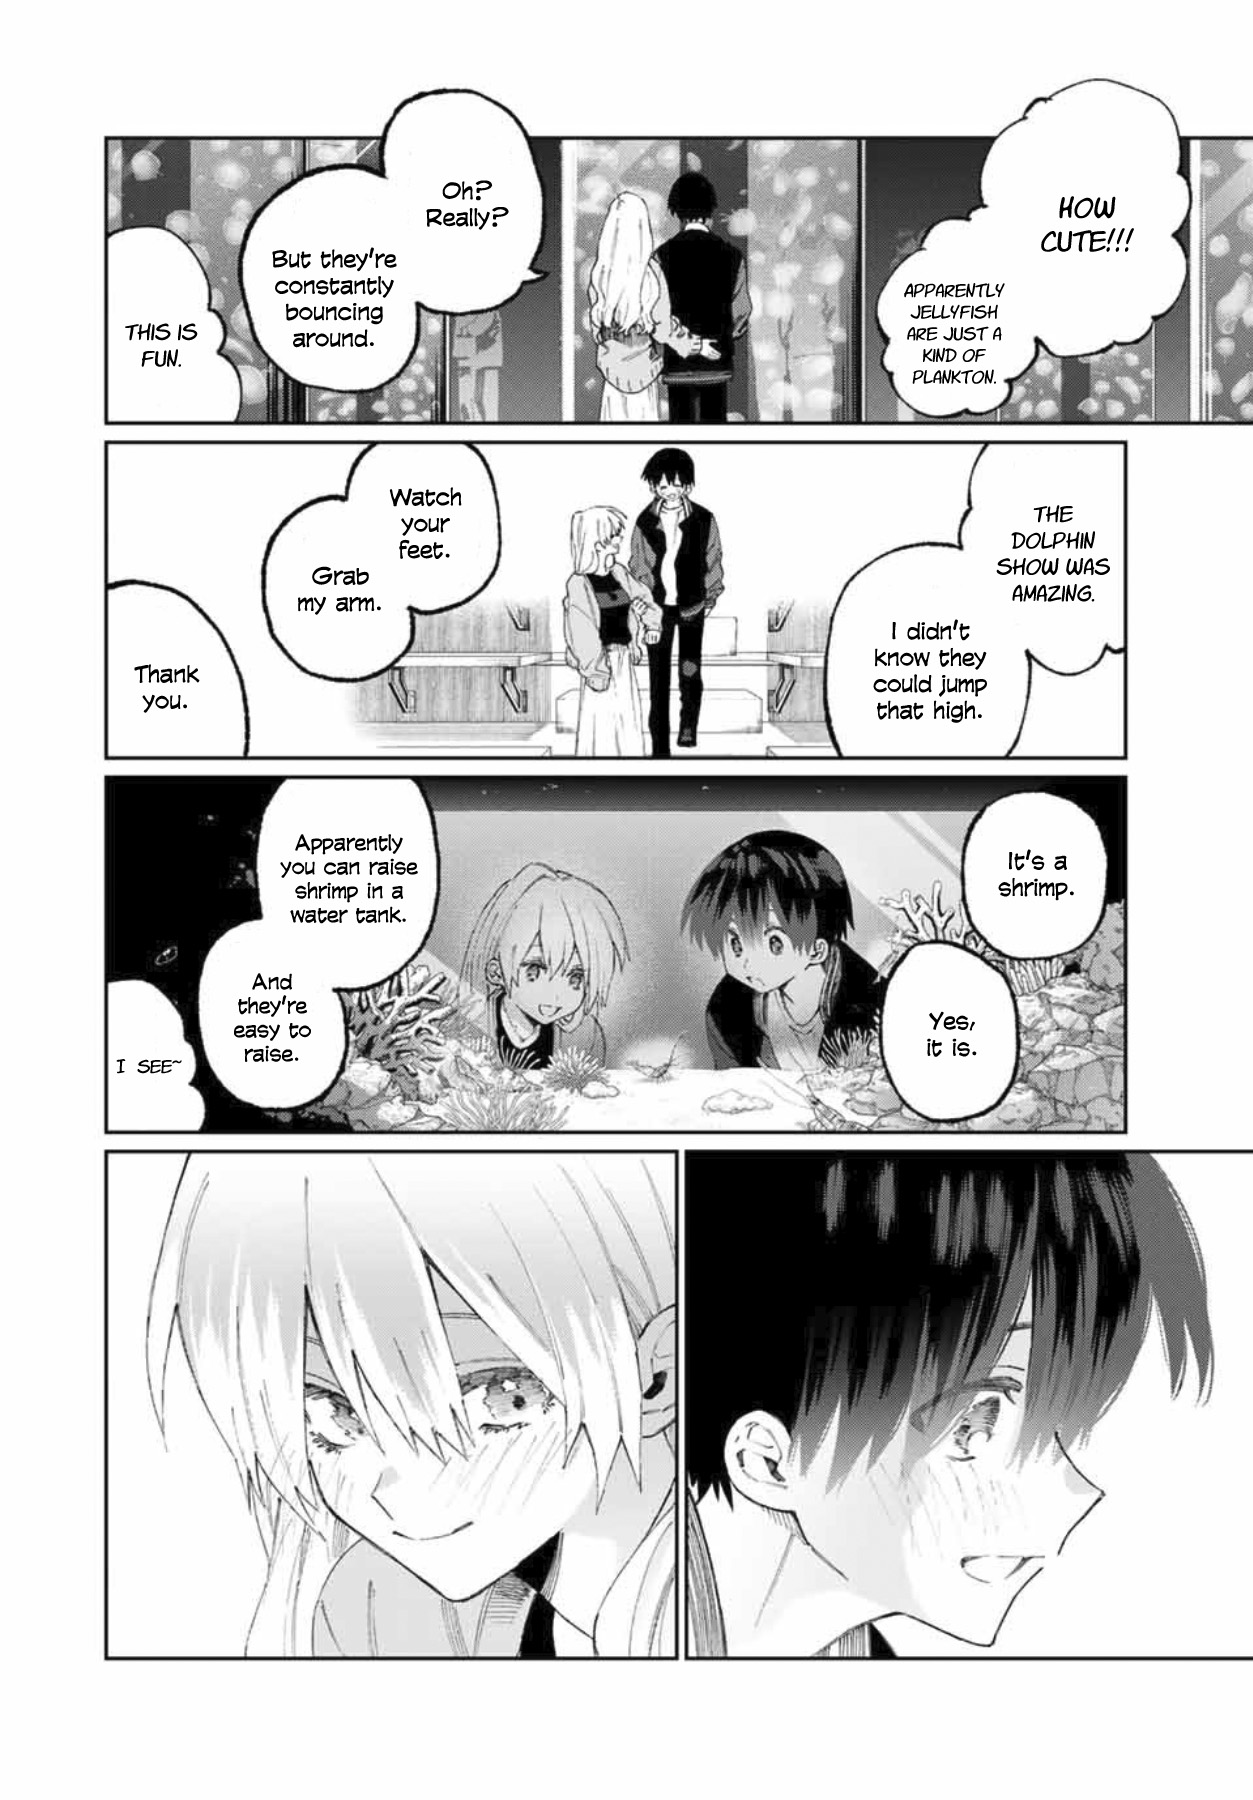 HOW
CUTE!!!
APPARENTLY
JELLYFISH
ARE JUST A
KIND OF
PLANKTON.
Oh?
Really?
But they're
constantly
bouncing
around.
THIS IS
FUN.
THE
DOLPHIN
SHOW WAS
AMAZING.
I didn't
know they
could jump
that high.
Watch
your
feet.
Grab
my arm.
Thank
you.
It's a
shrimp.
Yes,
it is.
Apparently
you can raise
shrimp in a
water tank.
And
they're
easy to
raise.
I SEE~